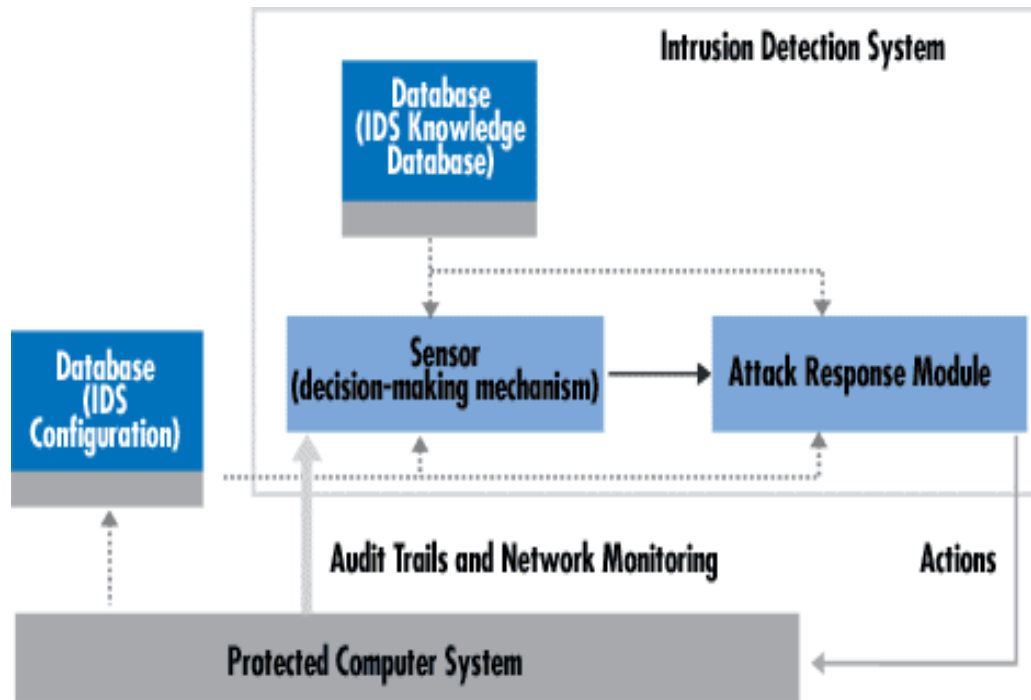 Intrusion Detection System
Database
(IDS Knowledge
Database)
Sensor
(decision-making mechanism)
Attack Response Module
Database
(IDS
Configuration)
Audit Trails and Network Monitoring
Actions
Protected Computer System